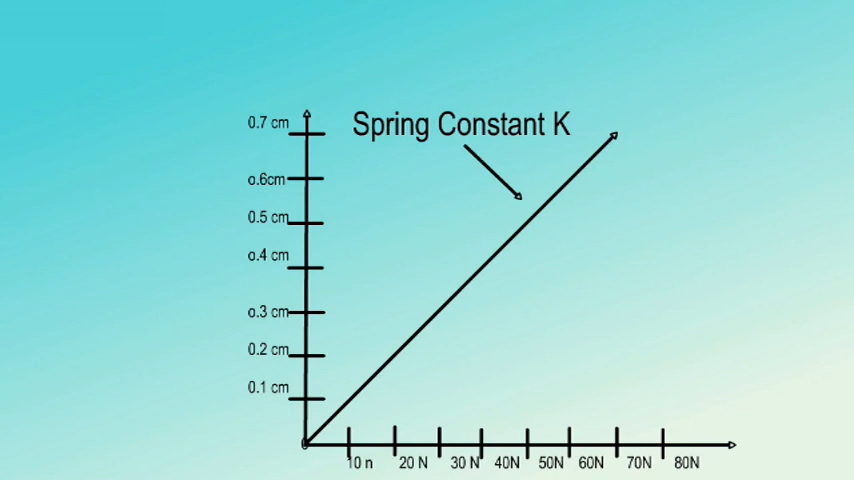 Spring Constant K
0.7 cm
o.6cm
0.5 cm
o.4 cm
o.3 cm
0.2 cm
0.1 cm
0
10 n 20 N 30 N 40N 50N 60N 70N 80N